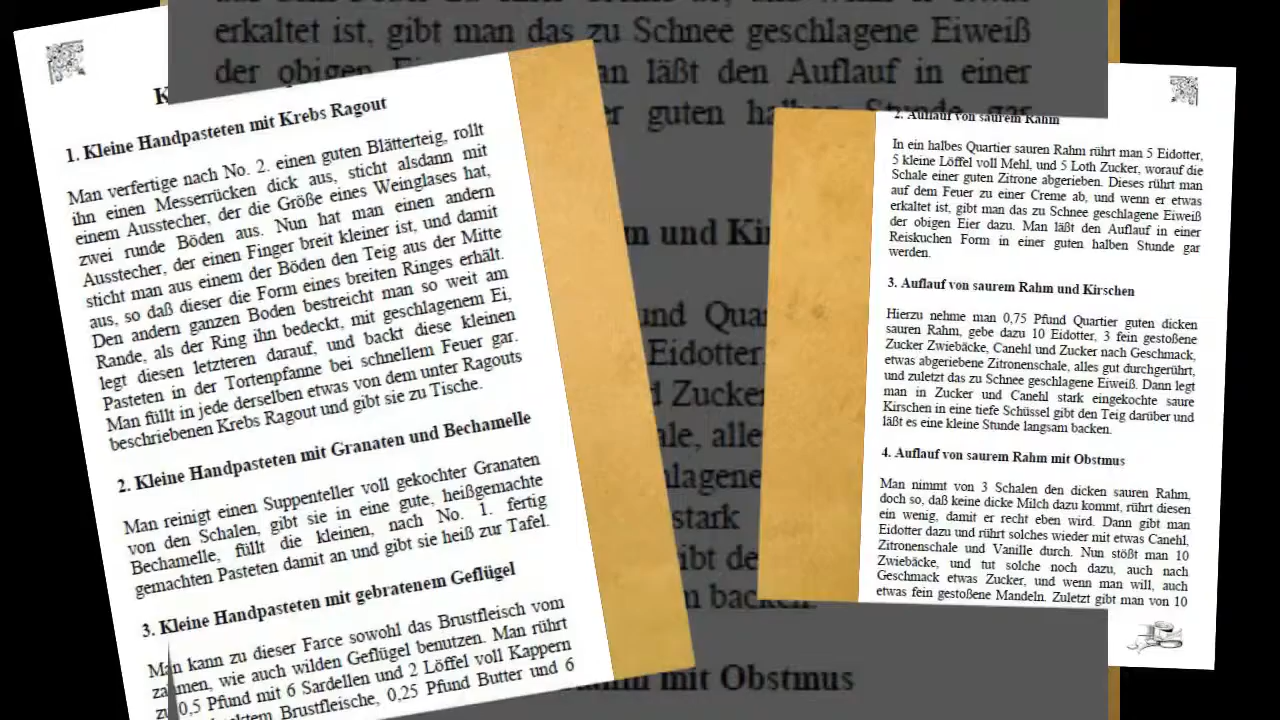 erkaltet ist, gibt man das zu Schnee geschlagene Eiweiß
der obigen
an läßt den Auflauf in einer
er guten
K
1. Kleine Handpasteten mit Krebs Ragout
Man verfertige nach No. 2. einen guten Blätterteig, rollt
ihn einen Messerrücken dick aus, sticht alsdann mit
einem Ausstecher, der die Größe eines Weinglases hat,
zwei runde Böden aus. Nun hat man einen andern
Ausstecher, der einen Finger breit kleiner ist, und damit
sticht man aus einem der Böden den Teig aus der Mitte
aus, so daß dieser die Form eines breiten Ringes erhält.
Den andern ganzen Boden bestreicht man so weit am
Rande, als der Ring ihn bedeckt, mit geschlagenem Ei,
legt diesen letzteren darauf, und backt diese kleinen
Pasteten in der Tortenpfanne bei schnellem Feuer gar.
Man füllt in jede derselben etwas von dem unter Ragouts
beschriebenen Krebs Ragout und gibt sie zu Tische.
2. Kleine Handpasteten mit Granaten und Bechamelle
Man reinigt einen Suppenteller voll gekochter Granaten
von den Schalen, gibt sie in eine gute, heißgemachte
Bechamelle, füllt die kleinen, nach No. 1. fertig
gemachten Pasteten damit an und gibt sie heiß zur Tafel.
3. Kleine Handpasteten mit gebratenem Geflügel
Man kann zu dieser Farce sowohl das Brustfleisch vom
zahmen, wie auch wilden Geflügel benutzen. Man rührt
zu 0,5 Pfund mit 6 Sardellen und 2 Löffel voll Kappern
Brustfleische, 0,25 Pfund Butter und 6
m und Kir
und Qua
Eidotter
d Zucker
ale, alle
hlagene
stark
ibt de
n backen.
mit Obstmus
2. Auflauf von saurem Rahm
In ein halbes Quartier sauren Rahm rührt man 5 Eidotter,
5 kleine Löffel voll Mehl, und 5 Loth Zucker, worauf die
Schale einer guten Zitrone abgerieben. Dieses rührt man
auf dem Feuer zu einer Creme ab, und wenn er etwas
erkaltet ist, gibt man das zu Schnee geschlagene Eiweiß
der obigen Eier dazu. Man läßt den Auflauf in einer
Reiskuchen Form in einer guten halben Stunde gar
werden.
3. Auflauf von saurem Rahm und Kirschen
Hierzu nehme man 0,75 Pfund Quartier guten dicken
sauren Rahm, gebe dazu 10 Eidotter, 3 fein gestoßene
Zucker Zwiebäcke, Canehl und Zucker nach Geschmack,
etwas abgeriebene Zitronenschale, alles gut durchgerührt,
und zuletzt das zu Schnee geschlagene Eiweiß. Dann legt
man in Zucker und Canehl stark eingekochte saure
Kirschen in eine tiefe Schüssel gibt den Teig darüber und
läßt es eine kleine Stunde langsam backen.
4. Auflauf von saurem Rahm mit Obstmus
Man nimmt von 3 Schalen den dicken sauren Rahm,
doch so, daß keine dicke Milch dazu kommt, rührt diesen
ein wenig, damit er recht eben wird. Dann gibt man
Eidotter dazu und rührt solches wieder mit etwas Canehl,
Zitronenschale und Vanille durch. Nun stößt man 10
Zwiebäcke, und tut solche noch dazu, auch nach
Geschmack etwas Zucker, und wenn man will, auch
etwas fein gestoßene Mandeln. Zuletzt gibt man von 10